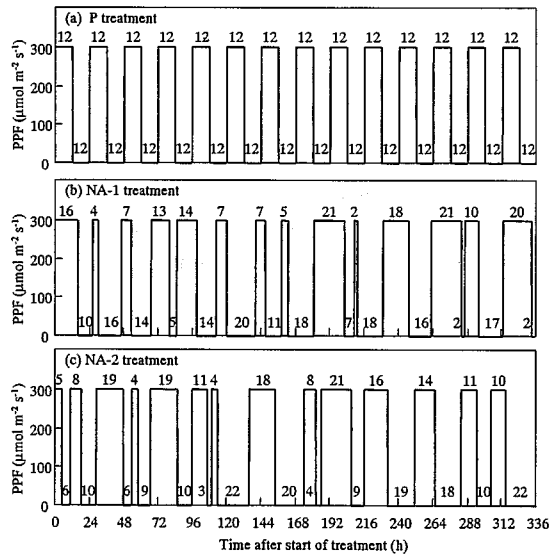 (a) P treatment
12 12 12 12 12 12 12 12 12 12 12 12 12 12
300
200
100
0
PPF (μmol m⁻² s⁻¹)
12 12 12 12 12 12 12 12 12 12 12 12 12 12
(b) NA-1 treatment
16 4 7 13 14 7 7 5 21 2 18 21 10 20
300
200
100
0
PPF (μmol m⁻² s⁻¹)
10 16 14 5 14 20 11 18 7 18 16 2 17 2
(c) NA-2 treatment
5 8 19 4 19 11 4 18 8 21 16 14 11 10
300
200
100
0
PPF (μmol m⁻² s⁻¹)
6 10 6 9 10 3 22 20 4 9 19 18 10 22
0 24 48 72 96 120 144 168 192 216 240 264 288 312 336
Time after start of treatment (h)